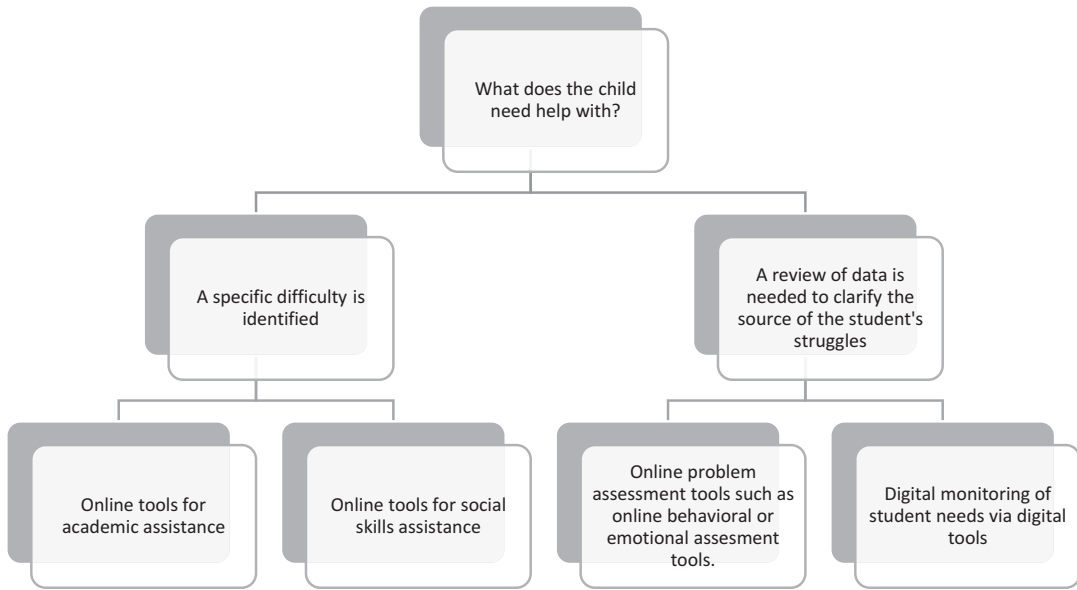 What does the child
need help with?
A specific difficulty is
identified
A review of data is
needed to clarify the
source of the student's
struggles
Online tools for
academic assistance
Online tools for social
skills assistance
Online problem
assessment tools such as
online behavioral or
emotional assesment
tools.
Digital monitoring of
student needs via digital
tools